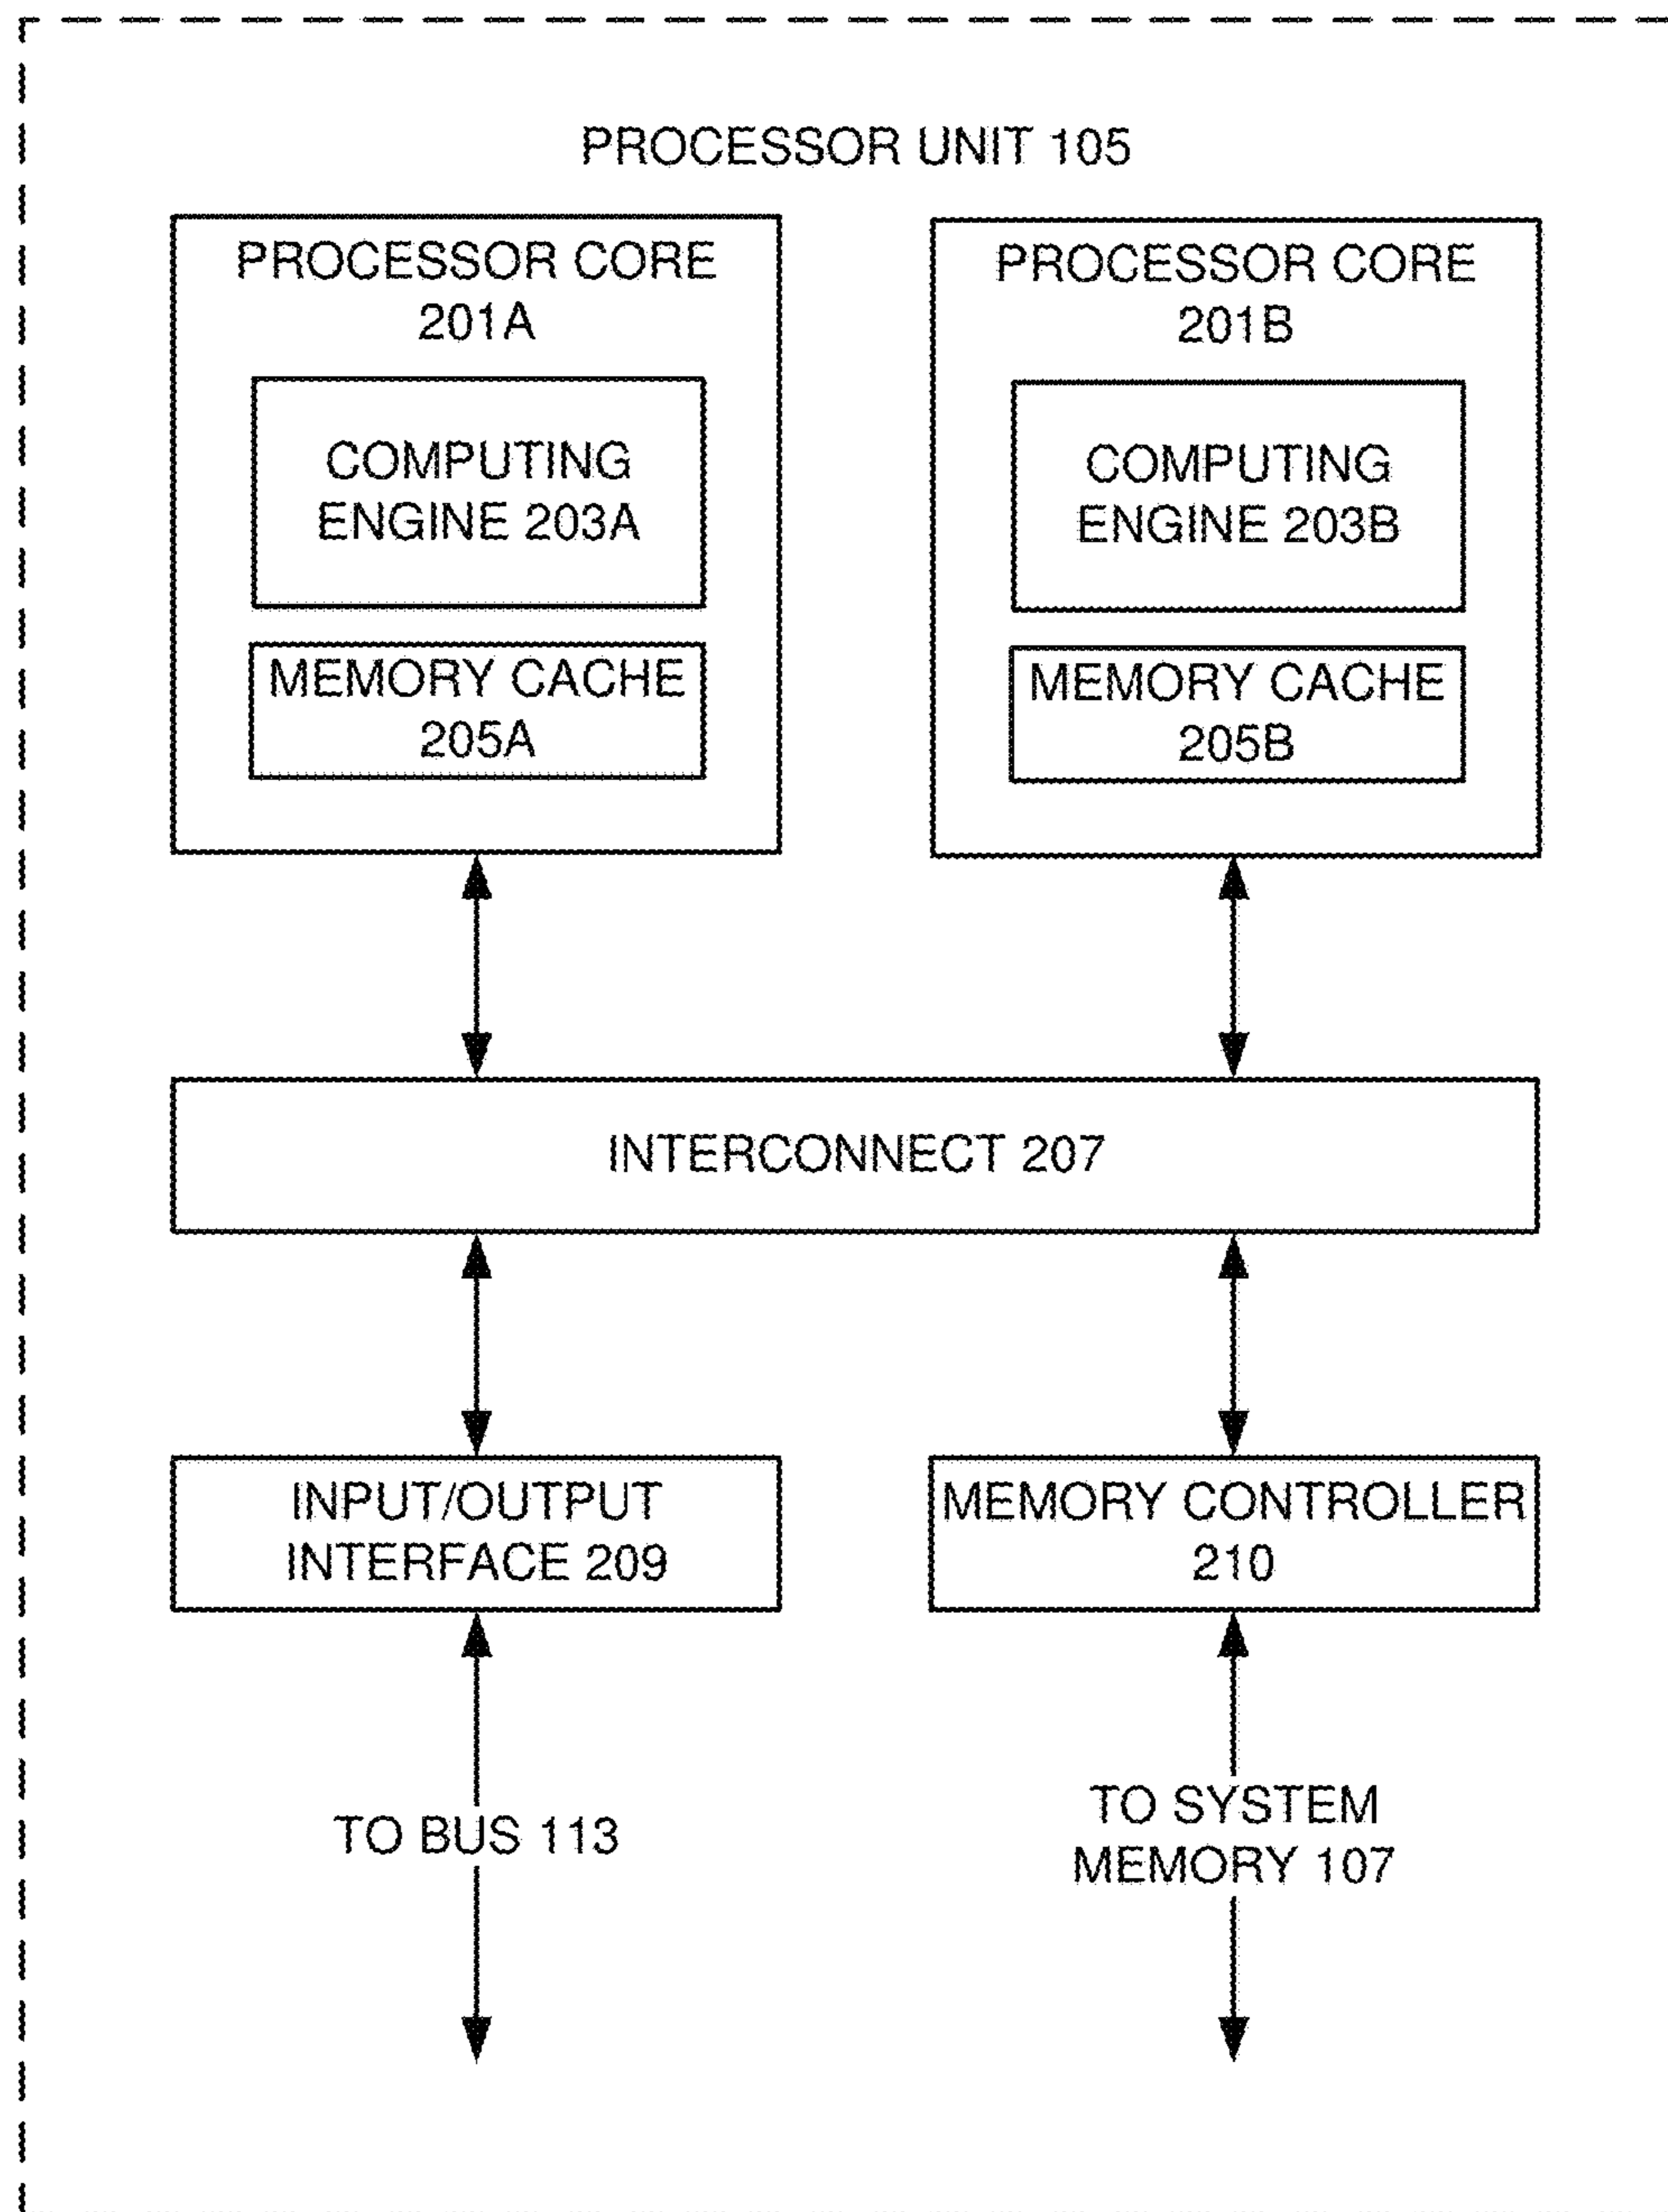 PROCESSOR UNIT 105
PROCESSOR CORE
201A
COMPUTING
ENGINE 203A
MEMORY CACHE
205A
PROCESSOR CORE
201B
COMPUTING
ENGINE 203B
MEMORY CACHE
205B
INTERCONNECT 207
INPUT/OUTPUT
INTERFACE 209
MEMORY CONTROLLER
210
TO BUS 113
TO SYSTEM
MEMORY 107